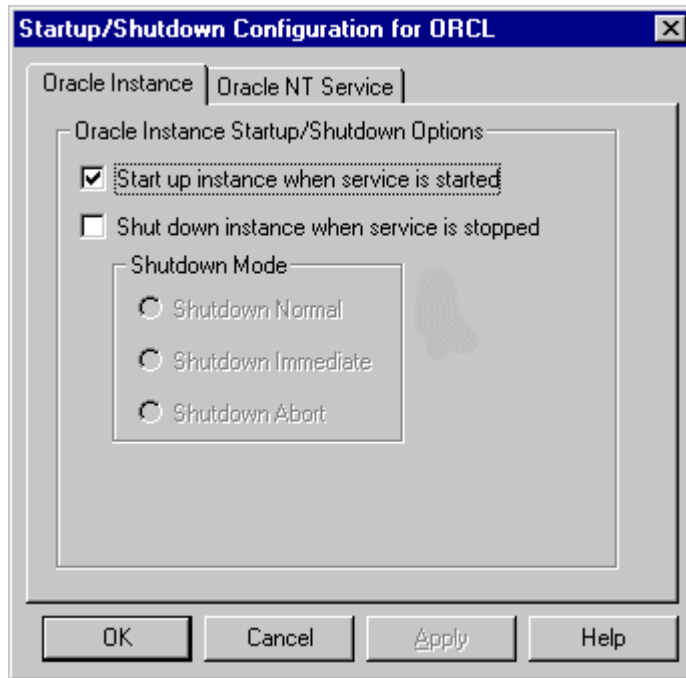 Startup/Shutdown Configuration for ORCL
Oracle Instance
Oracle NT Service
Oracle Instance Startup/Shutdown Options
Start up instance when service is started
Shut down instance when service is stopped
Shutdown Mode
Shutdown Normal
Shutdown Immediate
Shutdown Abort
OK
Cancel
Apply
Help